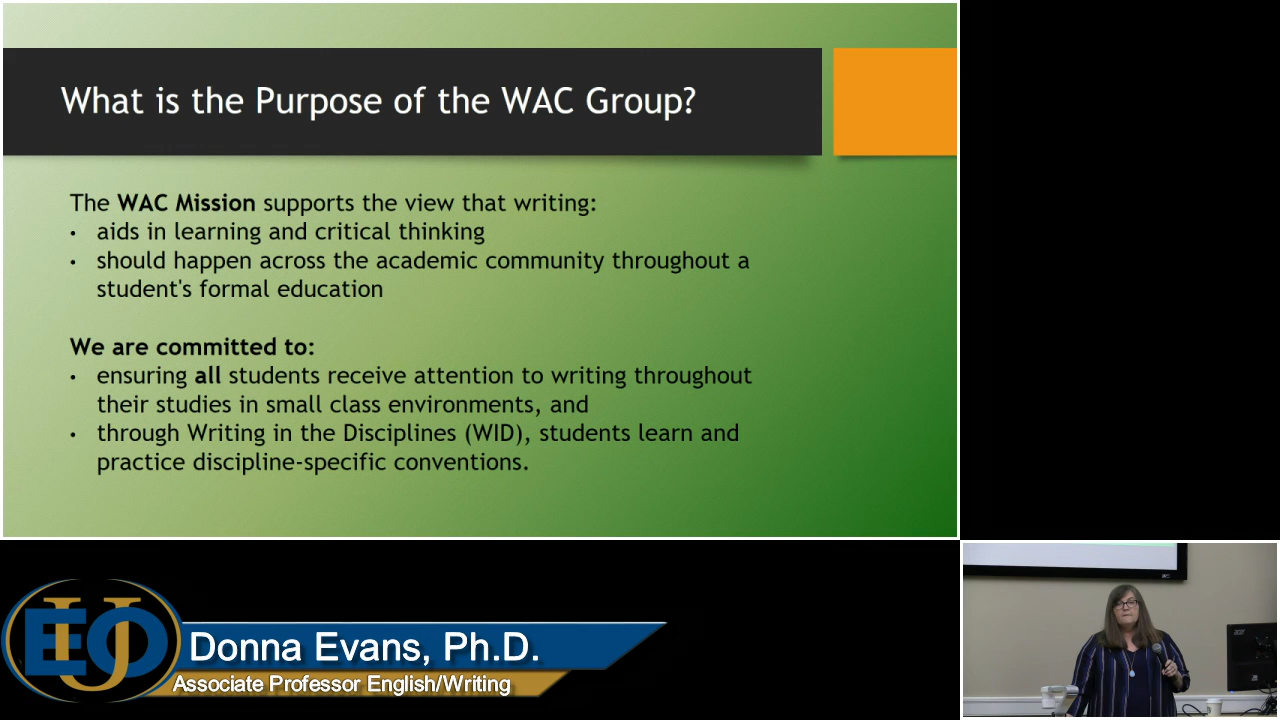 What is the Purpose of the WAC Group?
The WAC Mission supports the view that writing:
• aids in learning and critical thinking
• should happen across the academic community throughout a
student's formal education
We are committed to:
• ensuring all students receive attention to writing throughout
their studies in small class environments, and
• through Writing in the Disciplines (WID), students learn and
practice discipline-specific conventions.
EOU
Donna Evans, Ph.D.
Associate Professor English/Writing
acer